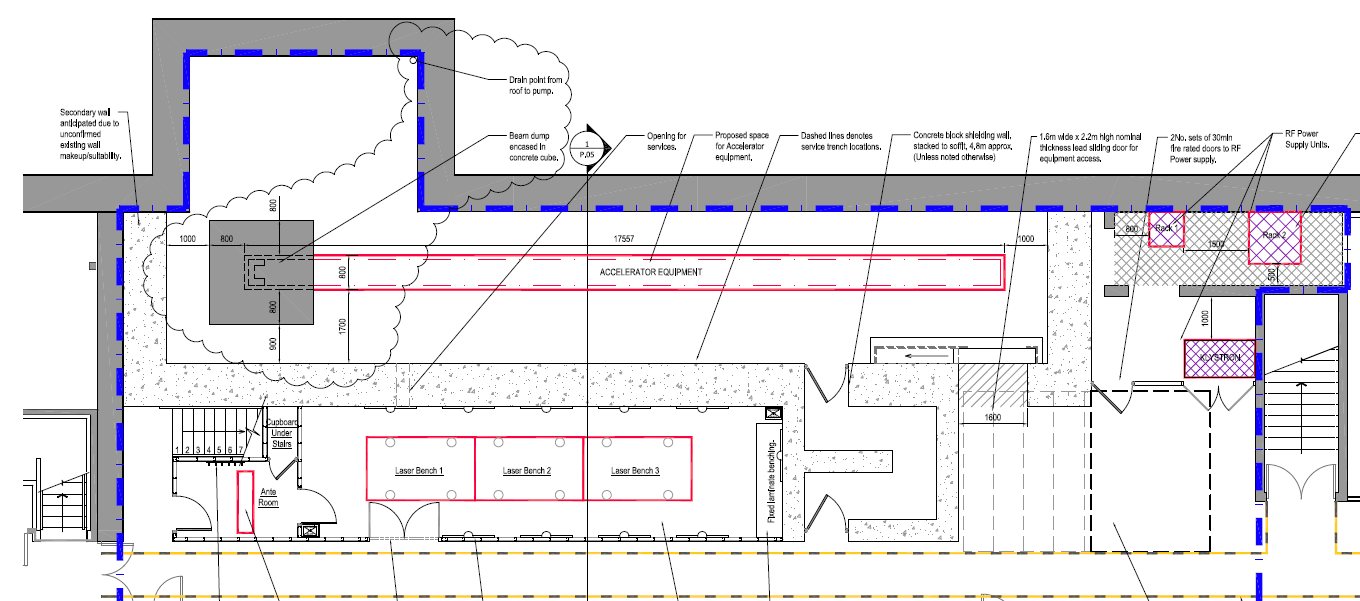 Drain point from
roof to pump.
Secondary wall
anticipated due to
unconfirmed
existing wall
makeup/suitability.
Beam dump
encased in
concrete cube.
1
P.05
Opening for
services.
Proposed space
for Accelerator
equipment.
Dashed lines denotes
service trench locations.
Concrete block shielding wall,
stacked to soffit, 4,8m approx.
(Unless noted otherwise)
1.6m wide x 2.2m high nominal
thickness lead sliding door for
equipment access.
2No. sets of 30min
fire rated doors to RF
Power supply.
RF Power
Supply Units.
800
1000
800
17557
1000
800
Rack 1
Rack 2
1500
500
ACCELERATOR EQUIPMENT
800
800
900
1700
1000
KLYSTRON
1600
Cupboard
Under
Stairs
1 2 3 4 5 6 7
Laser Bench 1
Laser Bench 2
Laser Bench 3
Fixed laminate benching.
Ante
Room